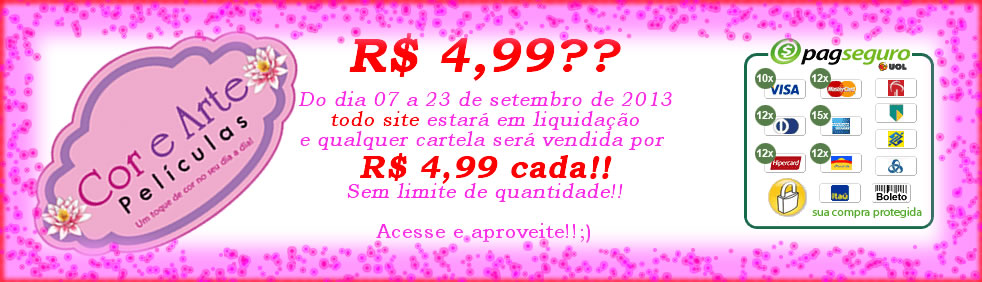 Cor e Arte
Películas
Um toque de cor no seu dia a dia!
R$ 4,99??
Do dia 07 a 23 de setembro de 2013
todo site estará em liquidação
e qualquer cartela será vendida por
R$ 4,99 cada!!
Sem limite de quantidade!!
Acesse e aproveite!!;)
pagseguro
UOL
10x VISA 12x MasterCard
12x 15x
12x Hipercard 12x
Itaú Boleto
sua compra protegida